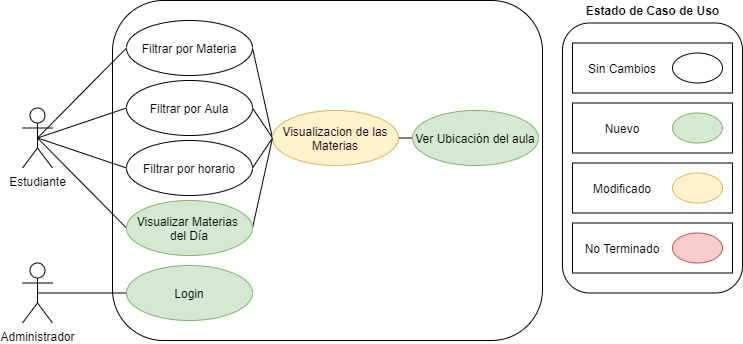 Estado de Caso de Uso
Filtrar por Materia
Filtrar por Aula
Filtrar por horario
Visualizar Materias
del Día
Login
Visualizacion de las
Materias
Ver Ubicación del aula
Estudiante
Administrador
Sin Cambios
Nuevo
Modificado
No Terminado